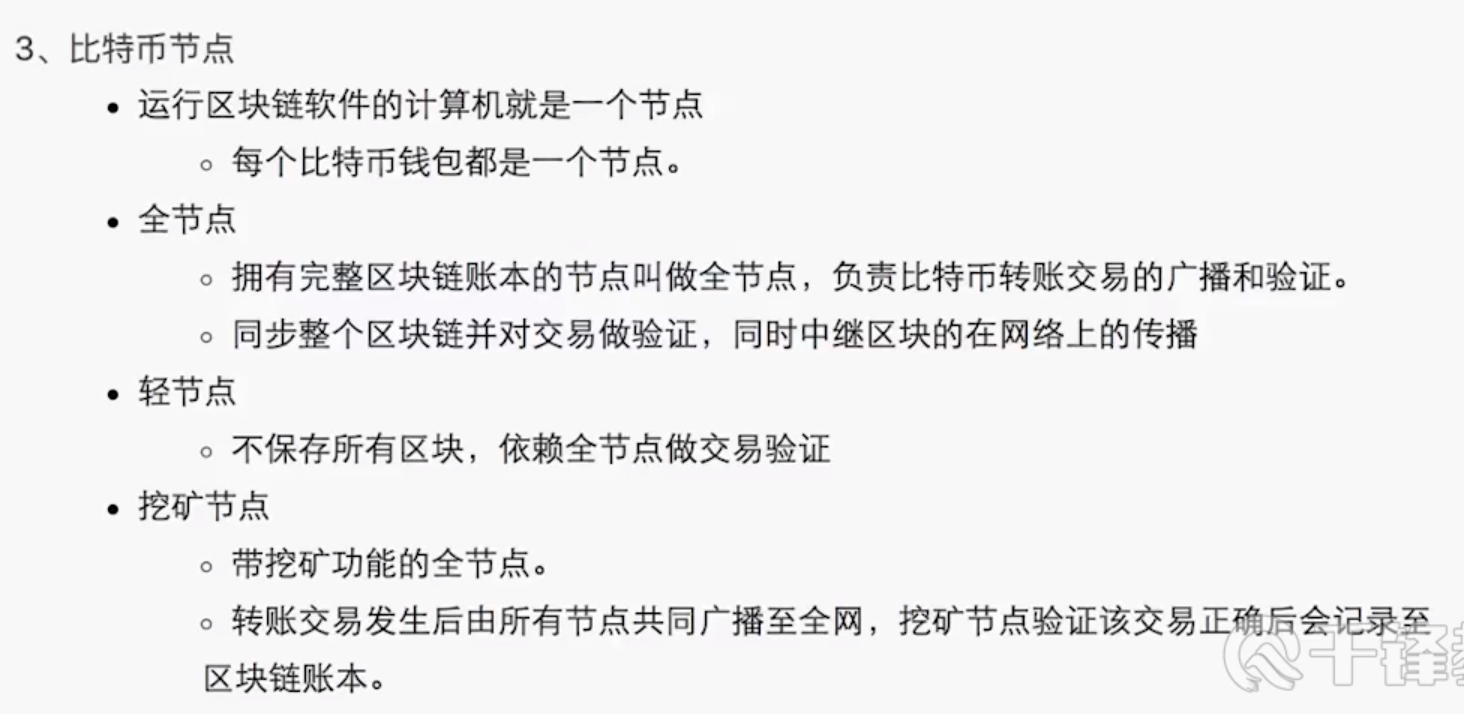 3、比特币节点
• 运行区块链软件的计算机就是一个节点
◦ 每个比特币钱包都是一个节点。
• 全节点
◦ 拥有完整区块链账本的节点叫做全节点，负责比特币转账交易的广播和验证。
◦ 同步整个区块链并对交易做验证，同时中继区块的在网络上的传播
• 轻节点
◦ 不保存所有区块，依赖全节点做交易验证
• 挖矿节点
◦ 带挖矿功能的全节点。
◦ 转账交易发生后由所有节点共同广播至全网，挖矿节点验证该交易正确后会记录至
区块链账本。
千锋教